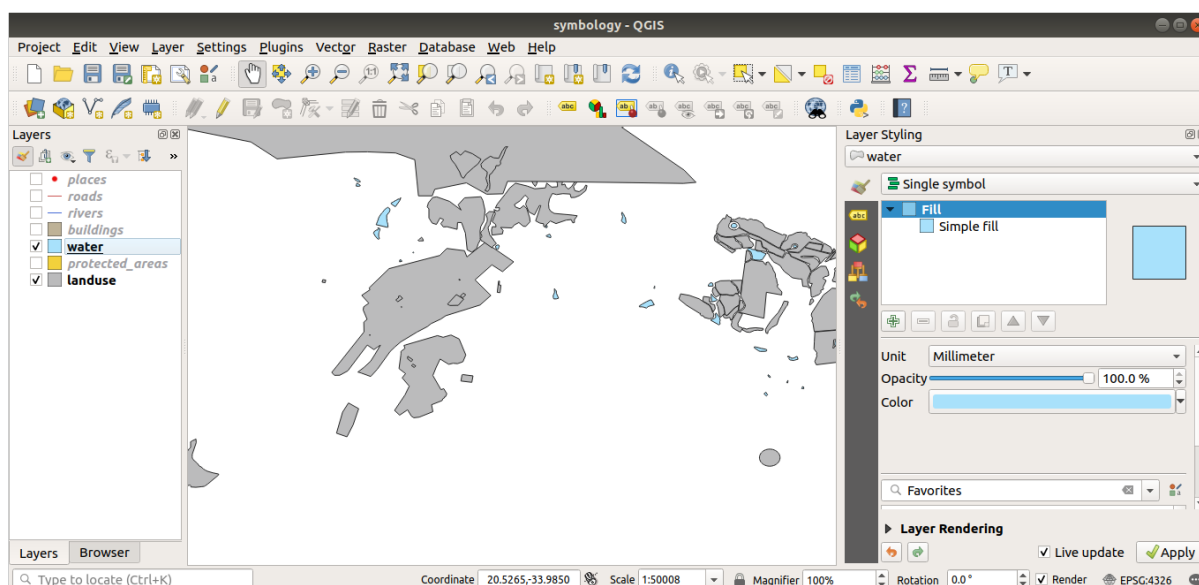 symbology - QGIS
Project Edit View Layer Settings Plugins Vector Raster Database Web Help
Layers
places
roads
rivers
buildings
water
protected_areas
landuse
Layers Browser
Layer Styling
water
Single symbol
Fill
Simple fill
Unit Millimeter
Opacity 100.0 %
Color
Favorites
Layer Rendering
Live update Apply
Type to locate (Ctrl+K) Coordinate 20.5265,-33.9850 Scale 1:50008 Magnifier 100% Rotation 0.0° Render EPSG:4326